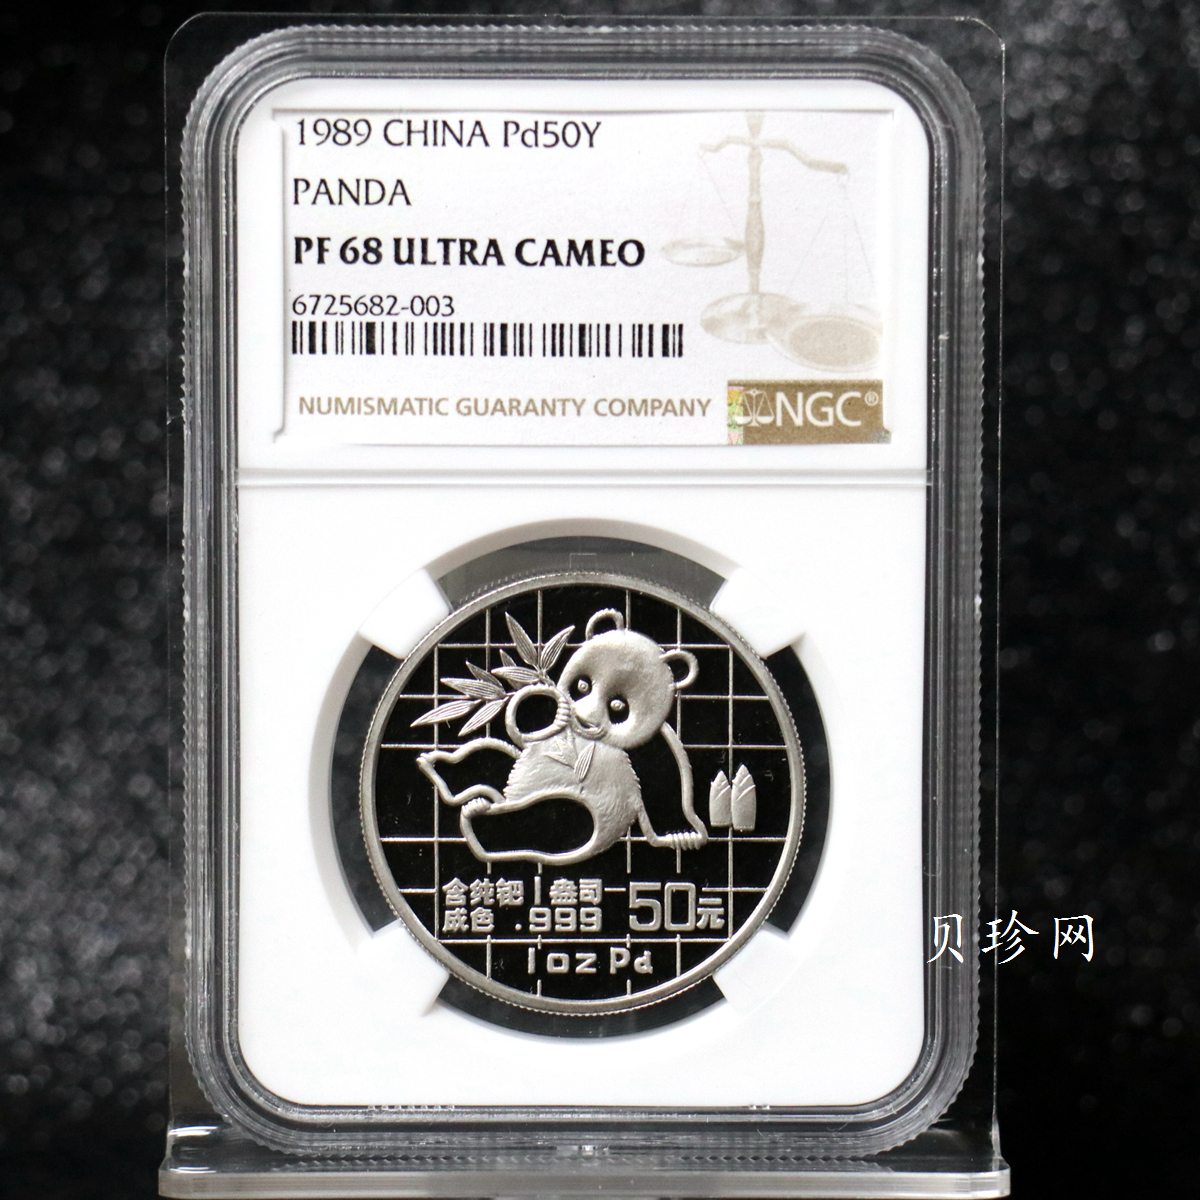 1989 CHINA Pd50Y
PANDA
PF 68 ULTRA CAMEO
6725682-003
NUMISMATIC GUARANTY COMPANY
NGC®
含纯钯1盎司 50元
成色 .999
1oz Pd
贝珍网